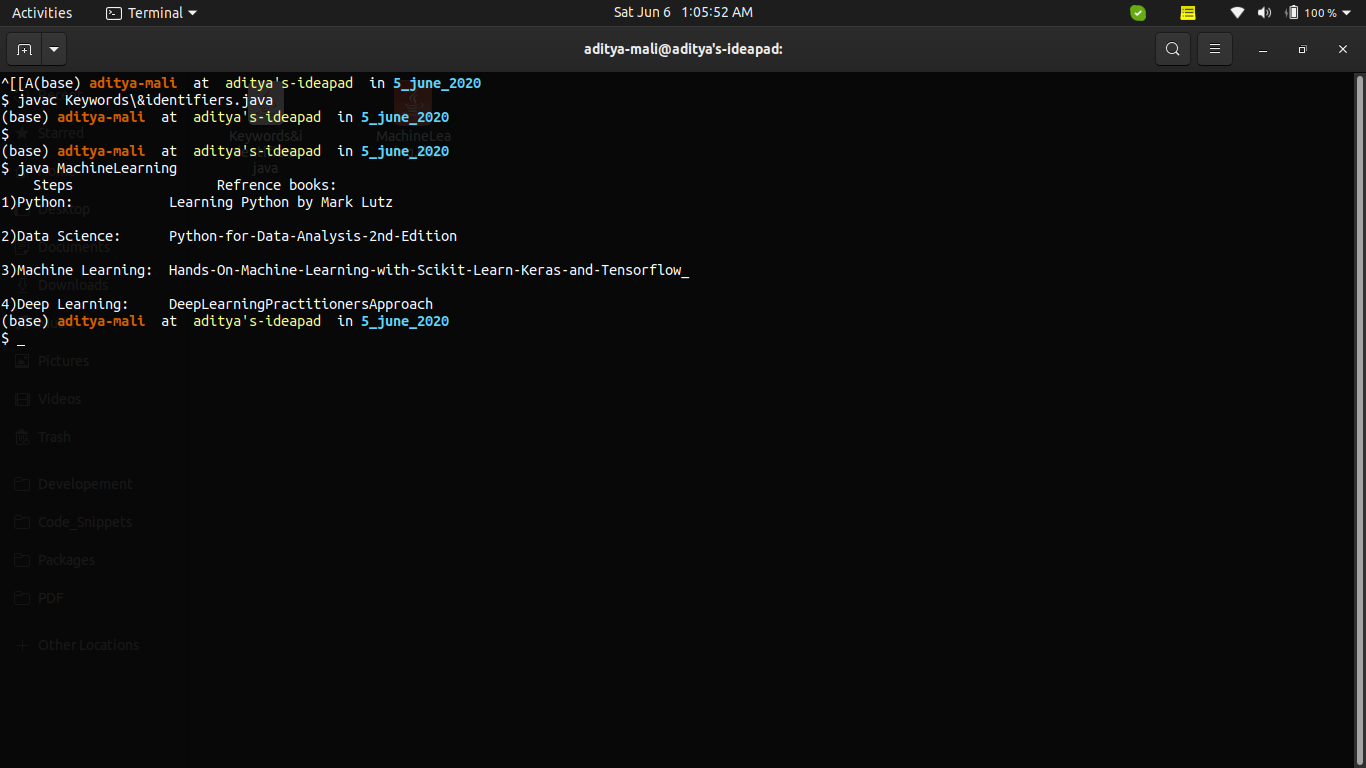 Activities Terminal Sat Jun 6 1:05:52 AM 100 %
aditya-mali@aditya's-ideapad:
^[[A(base) aditya-mali at aditya's-ideapad in 5_june_2020
$ javac Keywords\&identifiers.java
(base) aditya-mali at aditya's-ideapad in 5_june_2020
$
(base) aditya-mali at aditya's-ideapad in 5_june_2020
$ java MachineLearning
Steps Refrence books:
1)Python: Learning Python by Mark Lutz
2)Data Science: Python-for-Data-Analysis-2nd-Edition
3)Machine Learning: Hands-On-Machine-Learning-with-Scikit-Learn-Keras-and-Tensorflow_
4)Deep Learning: DeepLearningPractitionersApproach
(base) aditya-mali at aditya's-ideapad in 5_june_2020
$ _
Starred
Keywords&i
java
MachineLea
Desktop
Documents
Downloads
Pictures
Videos
Trash
Developement
Code_Snippets
Packages
PDF
Other Locations